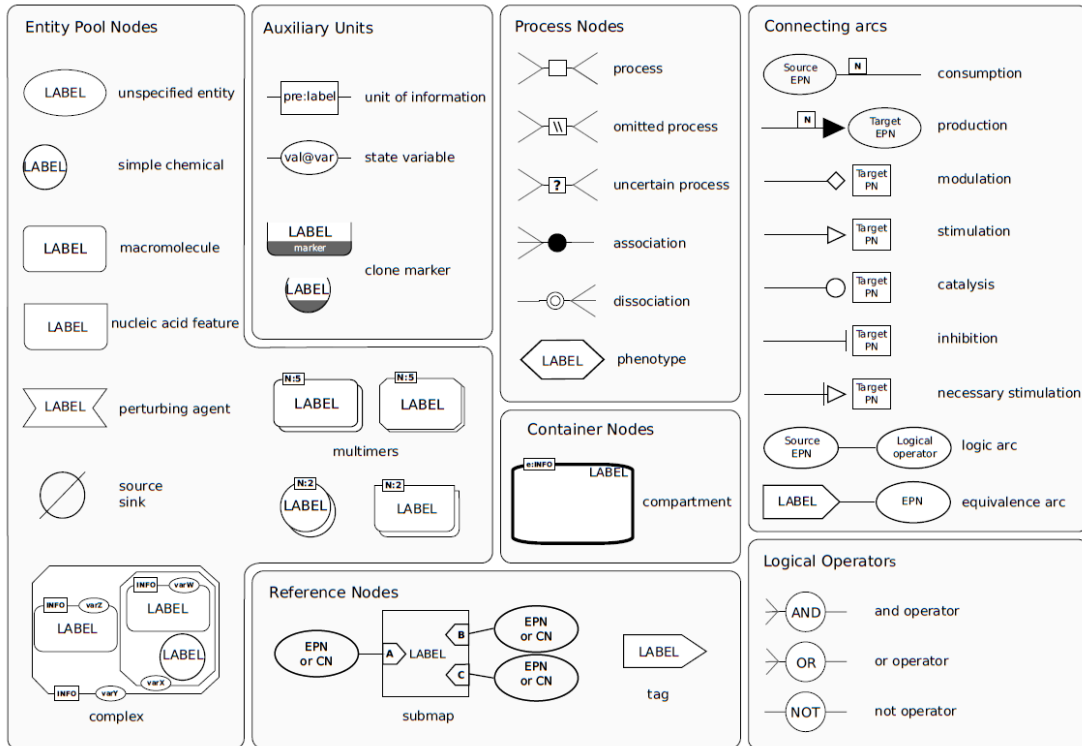 Entity Pool Nodes
LABEL
unspecified entity
LABEL
simple chemical
LABEL
macromolecule
LABEL
nucleic acid feature
LABEL
perturbing agent
source
sink
INFO
varZ
LABEL
INFO
varW
LABEL
LABEL
varX
INFO
varY
complex
Auxiliary Units
pre:label
unit of information
val@var
state variable
LABEL
marker
clone marker
LABEL
N:5
LABEL
N:5
LABEL
multimers
N:2
LABEL
N:2
LABEL
Process Nodes
process
\\
omitted process
?
uncertain process
association
dissociation
LABEL
phenotype
Container Nodes
e:INFO
LABEL
compartment
Reference Nodes
EPN
or CN
A
LABEL
B
C
EPN
or CN
EPN
or CN
submap
LABEL
tag
Connecting arcs
Source
EPN
N
consumption
N
Target
EPN
production
Target
PN
modulation
Target
PN
stimulation
Target
PN
catalysis
Target
PN
inhibition
Target
PN
necessary stimulation
Source
EPN
Logical
operator
logic arc
LABEL
EPN
equivalence arc
Logical Operators
AND
and operator
OR
or operator
NOT
not operator